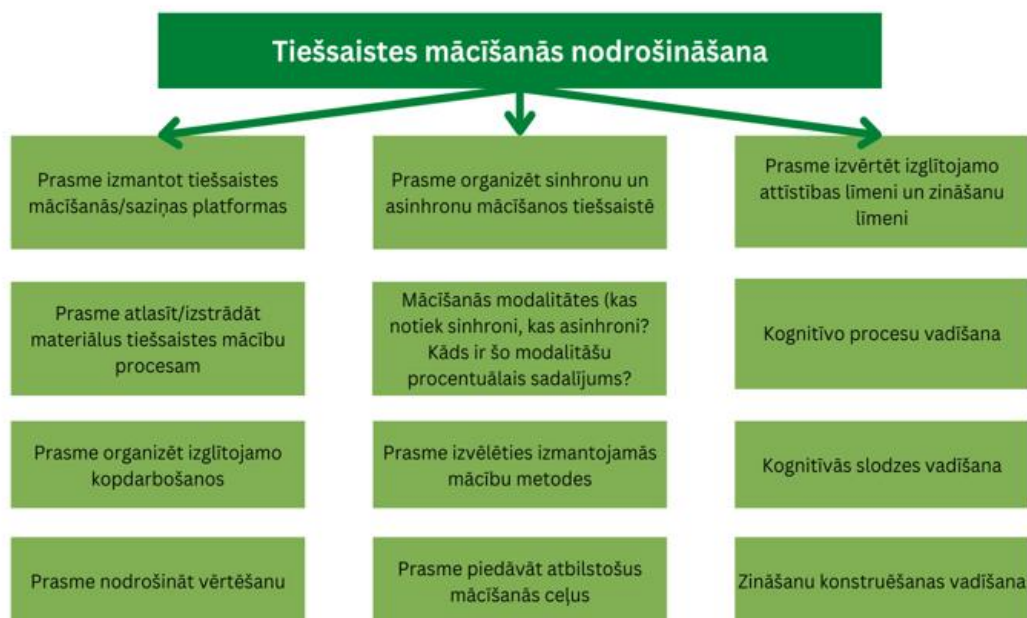 Tiešsaistes mācīšanās nodrošināšana
Prasme izmantot tiešsaistes
mācīšanās/saziņas platformas
Prasme atlasīt/izstrādāt
materiālus tiešsaistes mācību
procesam
Prasme organizēt izglītojamo
kopdarbošanos
Prasme nodrošināt vērtēšanu
Prasme organizēt sinhronu un
asinhronu mācīšanos tiešsaistē
Mācīšanās modalitātes (kas
notiek sinhroni, kas asinhroni?
Kāds ir šo modalitāšu
procentuālais sadalījums?
Prasme izvēlēties izmantojamās
mācību metodes
Prasme piedāvāt atbilstošus
mācīšanās ceļus
Prasme izvērtēt izglītojamo
attīstības līmeni un zināšanu
līmeni
Kognitīvo procesu vadīšana
Kognitīvās slodzes vadīšana
Zināšanu konstruēšanas vadīšana